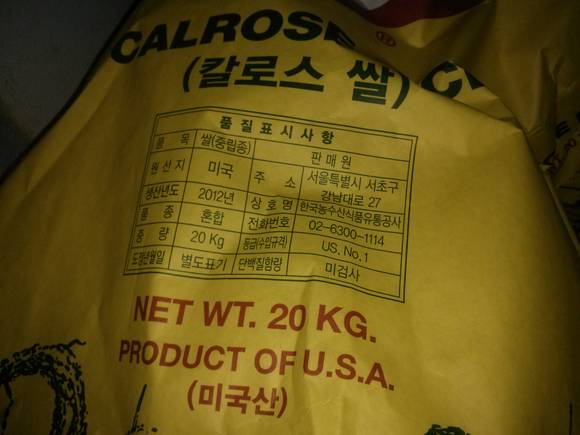 CALROSE ® C
(칼로스 쌀)
품질표시사항
품 목 쌀(중립종) 판매원
원산지 미국 주 소 서울특별시 서초구 강남대로 27
생산년도 2012년 상호명 한국농수산식품유통공사
품 종 혼합 전화번호 02-6300-1114
중 량 20 Kg 등급(수입규격) US. No.1
도정년월일 별도표기 단백질함량 미검사
NET WT. 20 KG.
PRODUCT OF U.S.A.
(미국산)